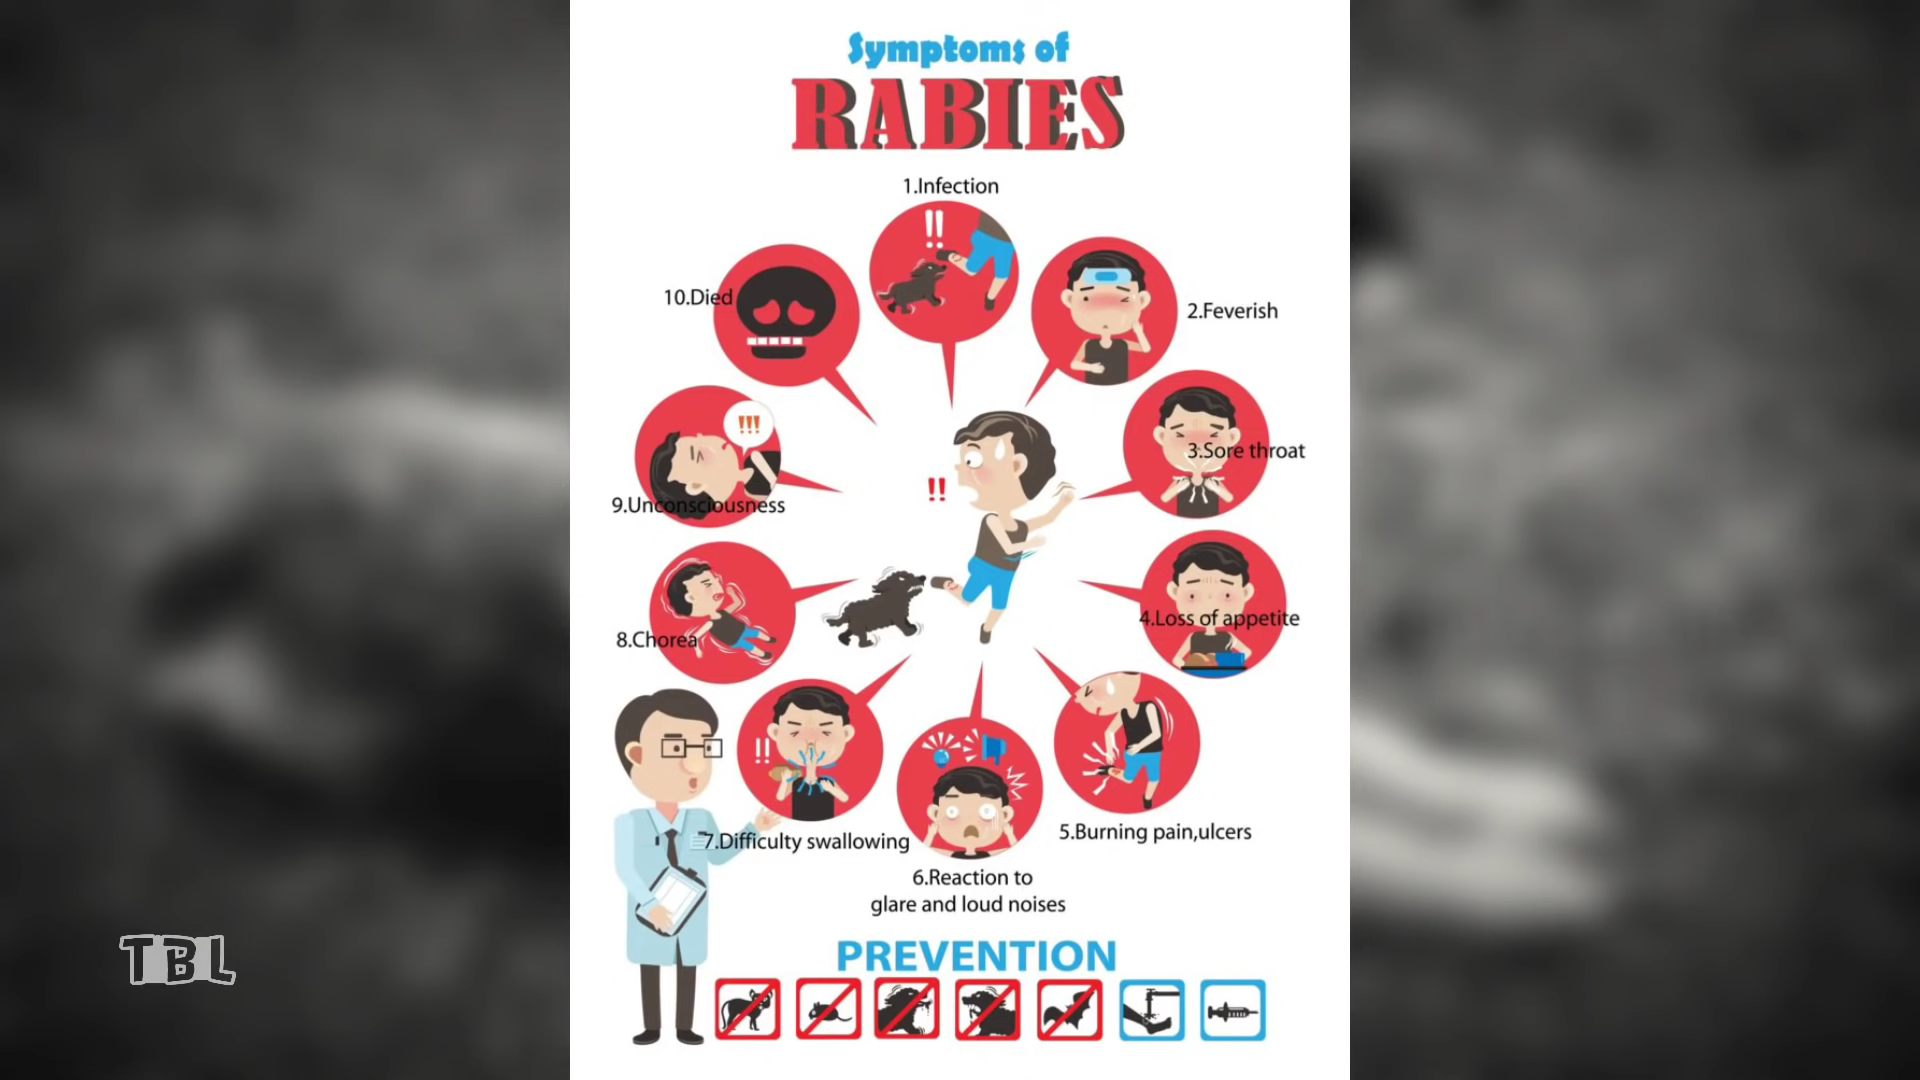 Symptoms of
RABIES
1.Infection
2.Feverish
3.Sore throat
4.Loss of appetite
5.Burning pain,ulcers
6.Reaction to
glare and loud noises
7.Difficulty swallowing
8.Chorea
9.Unconsciousness
10.Died
PREVENTION
TBL